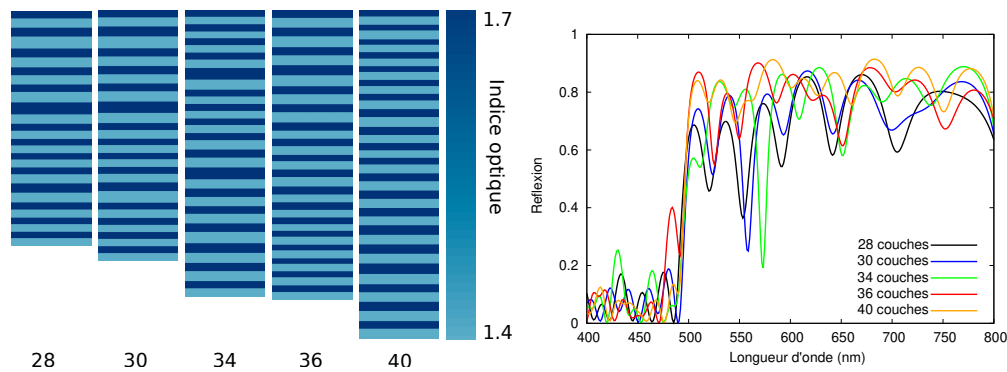 1.7
Indice optique
1.4
28 30 34 36 40
1
0.8
0.6
0.4
0.2
0
Reflexion
28 couches
30 couches
34 couches
36 couches
40 couches
400 450 500 550 600 650 700 750 800
Longueur d'onde (nm)